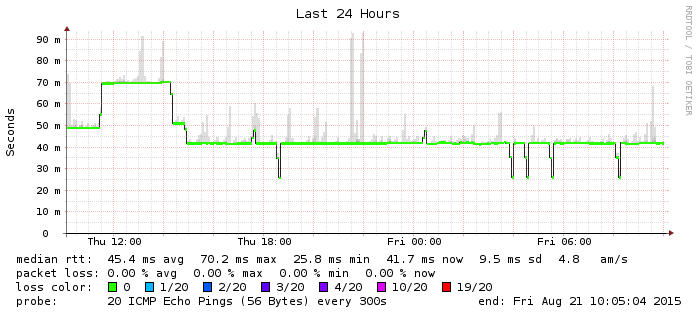 Last 24 Hours
RRDTOOL / TOBI OETIKER
Seconds
90 m
80 m
70 m
60 m
50 m
40 m
30 m
20 m
10 m
0
Thu 12:00 Thu 18:00 Fri 00:00 Fri 06:00
median rtt: 45.4 ms avg 70.2 ms max 25.8 ms min 41.7 ms now 9.5 ms sd 4.8 am/s
packet loss: 0.00 % avg 0.00 % max 0.00 % min 0.00 % now
loss color: 0 1/20 2/20 3/20 4/20 10/20 19/20
probe: 20 ICMP Echo Pings (56 Bytes) every 300s end: Fri Aug 21 10:05:04 2015